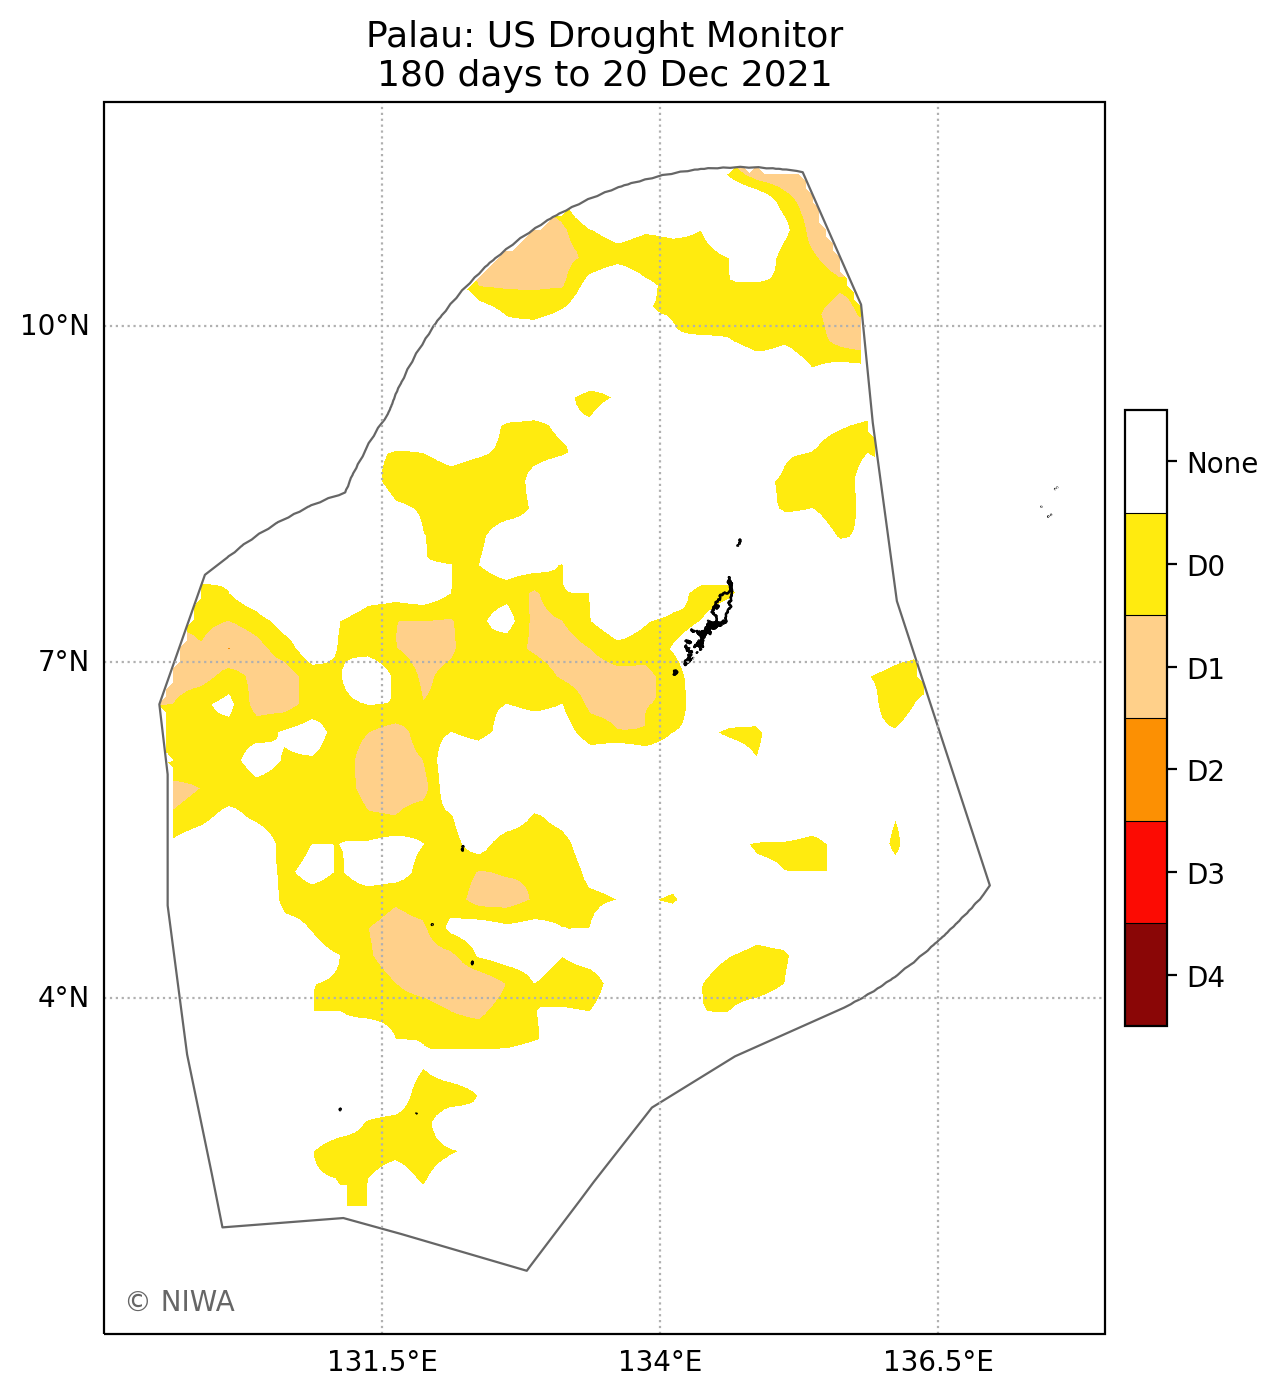 Palau: US Drought Monitor
180 days to 20 Dec 2021
10°N
7°N
4°N
131.5°E
134°E
136.5°E
None
D0
D1
D2
D3
D4
© NIWA